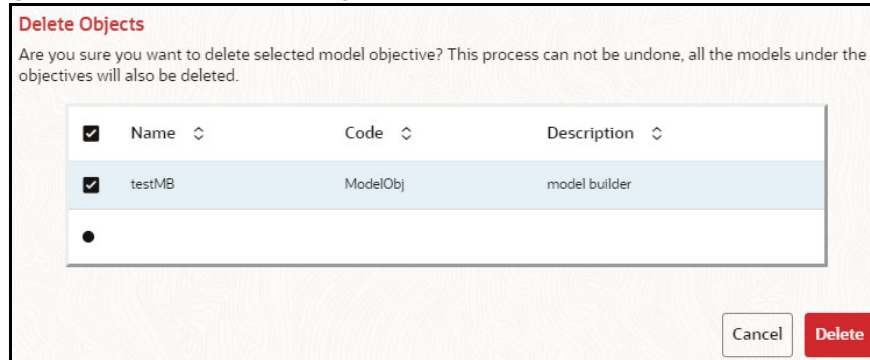 Delete Objects
Are you sure you want to delete selected model objective? This process can not be undone, all the models under the
objectives will also be deleted.
Name Code Description
testMB ModelObj model builder
Cancel Delete